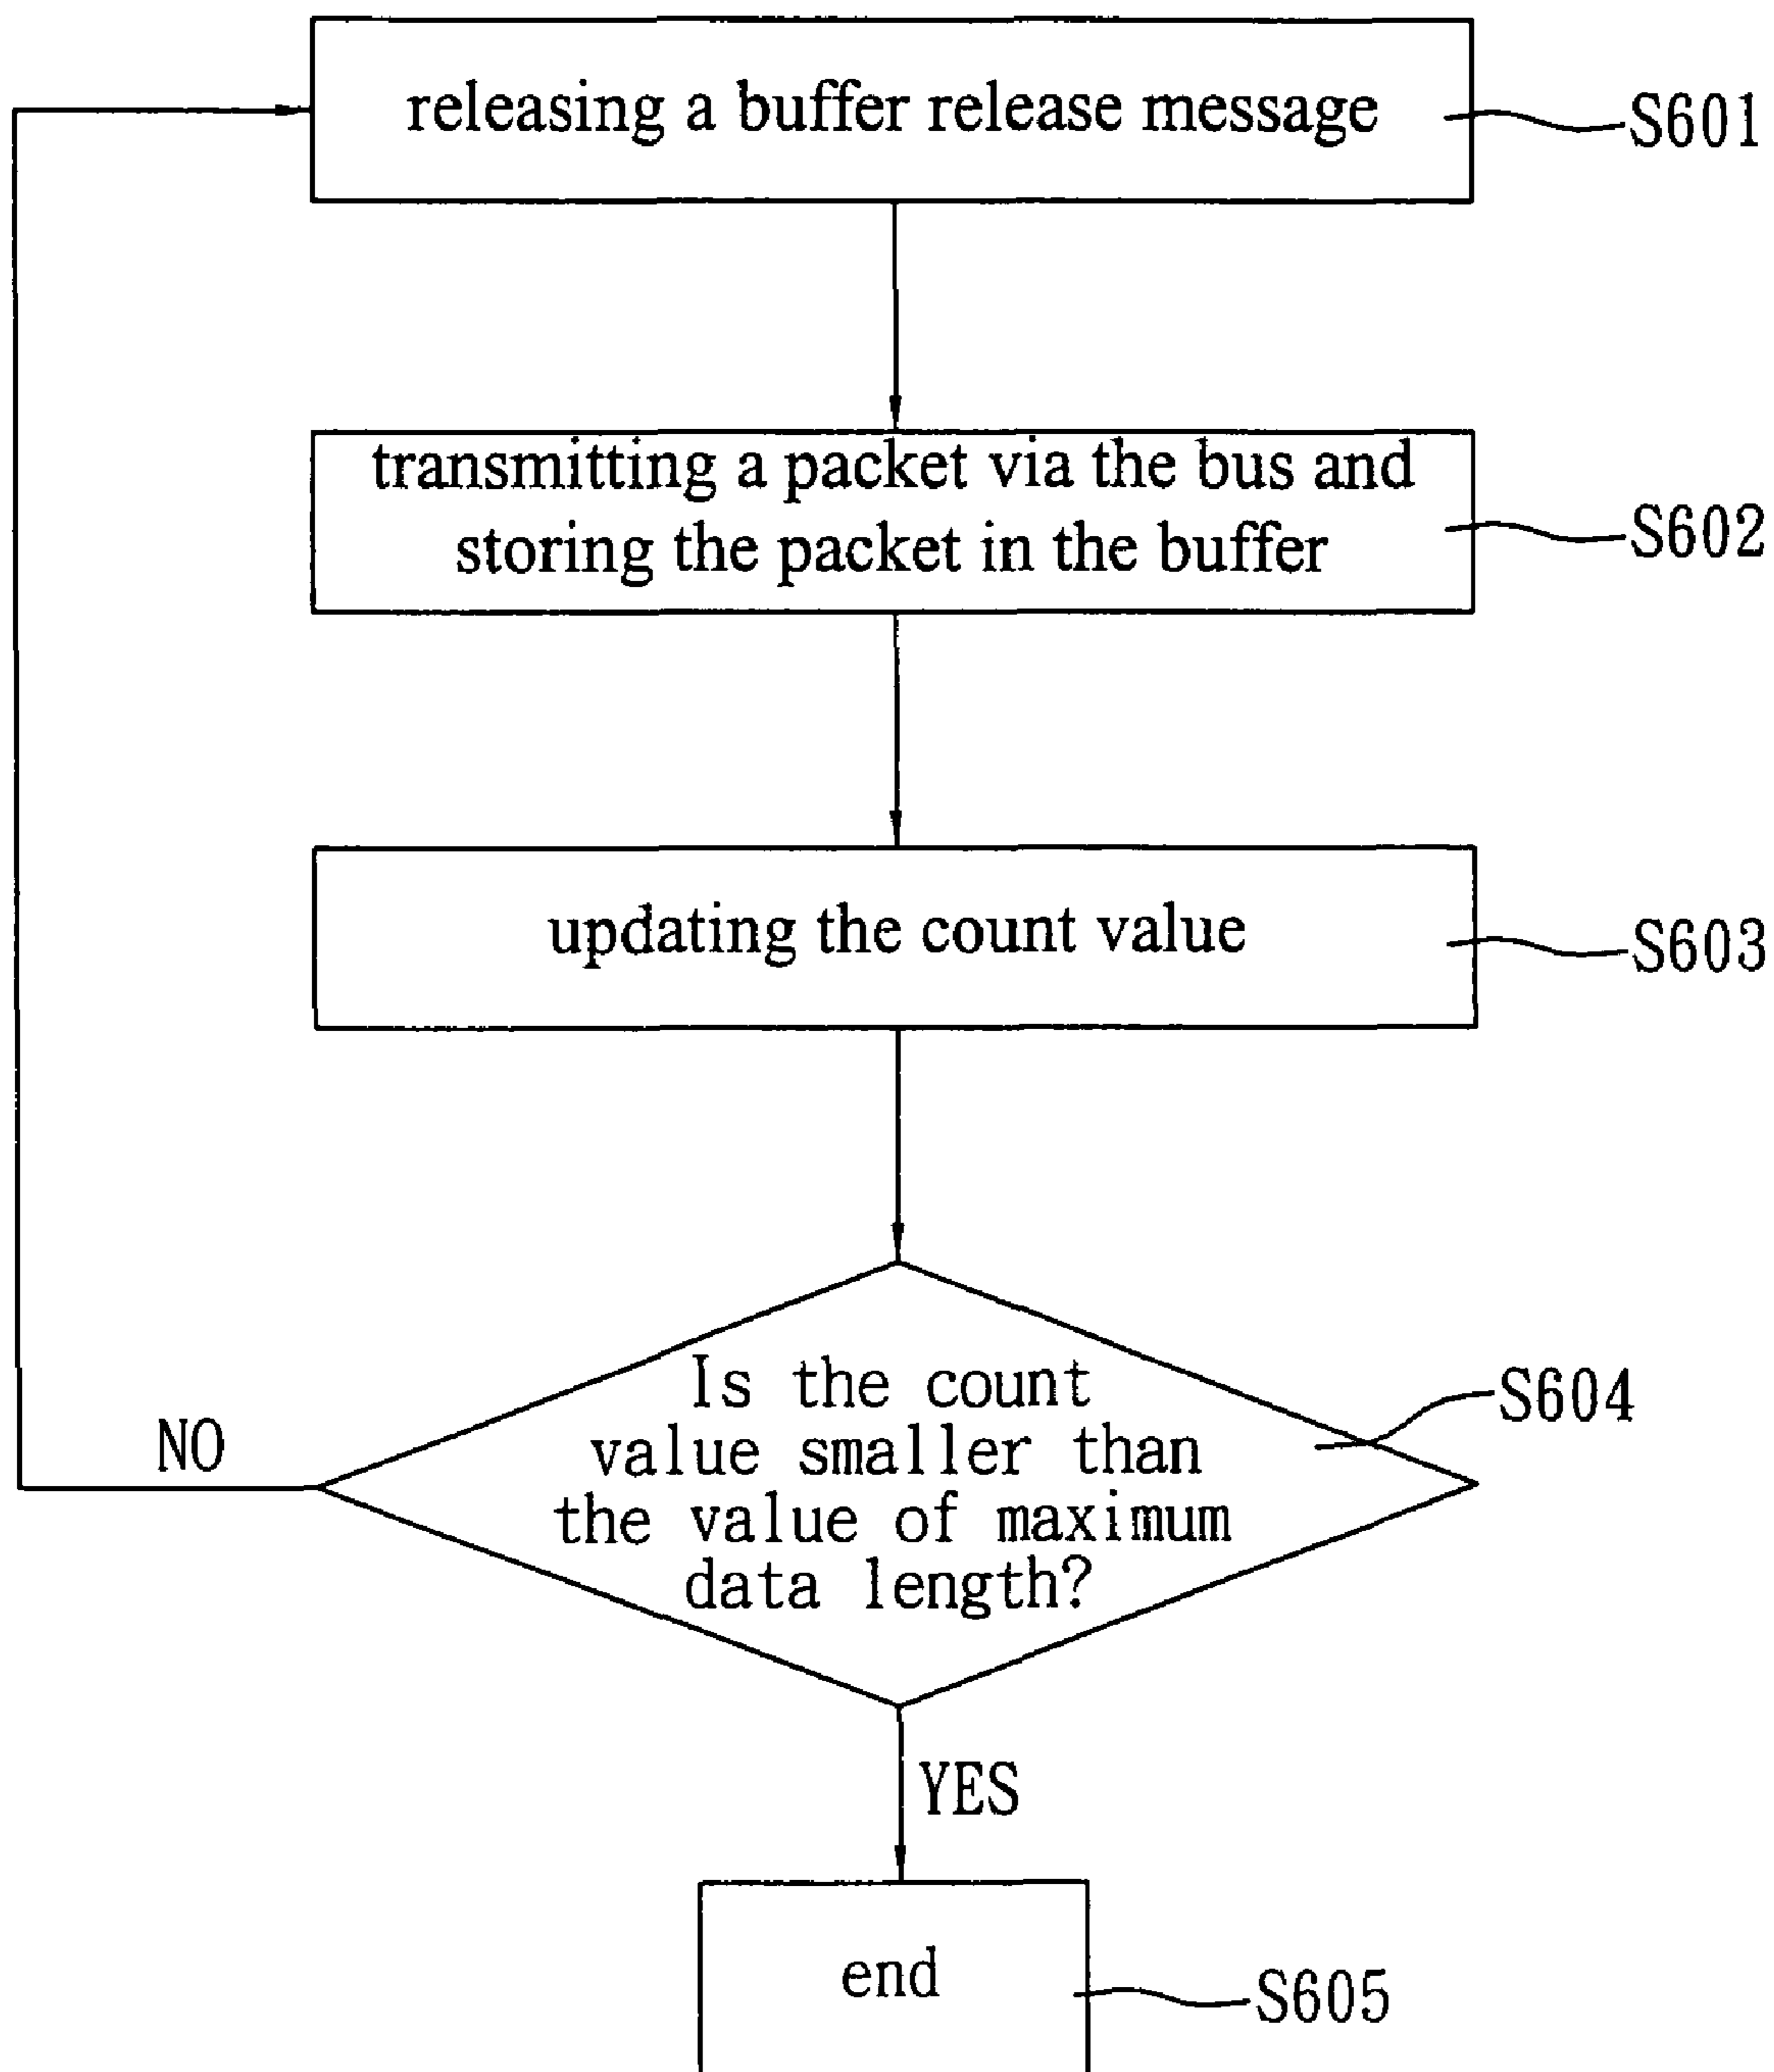 releasing a buffer release message
S601
transmitting a packet via the bus and
storing the packet in the buffer
S602
updating the count value
S603
Is the count
value smaller than
the value of maximum
data length?
S604
NO
YES
end
S605